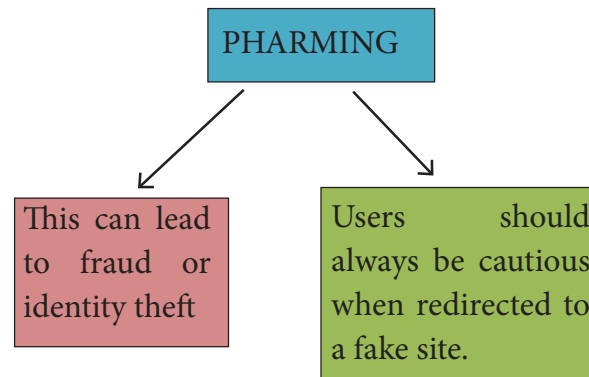 PHARMING
This can lead
to fraud or
identity theft
Users should
always be cautious
when redirected to
a fake site.